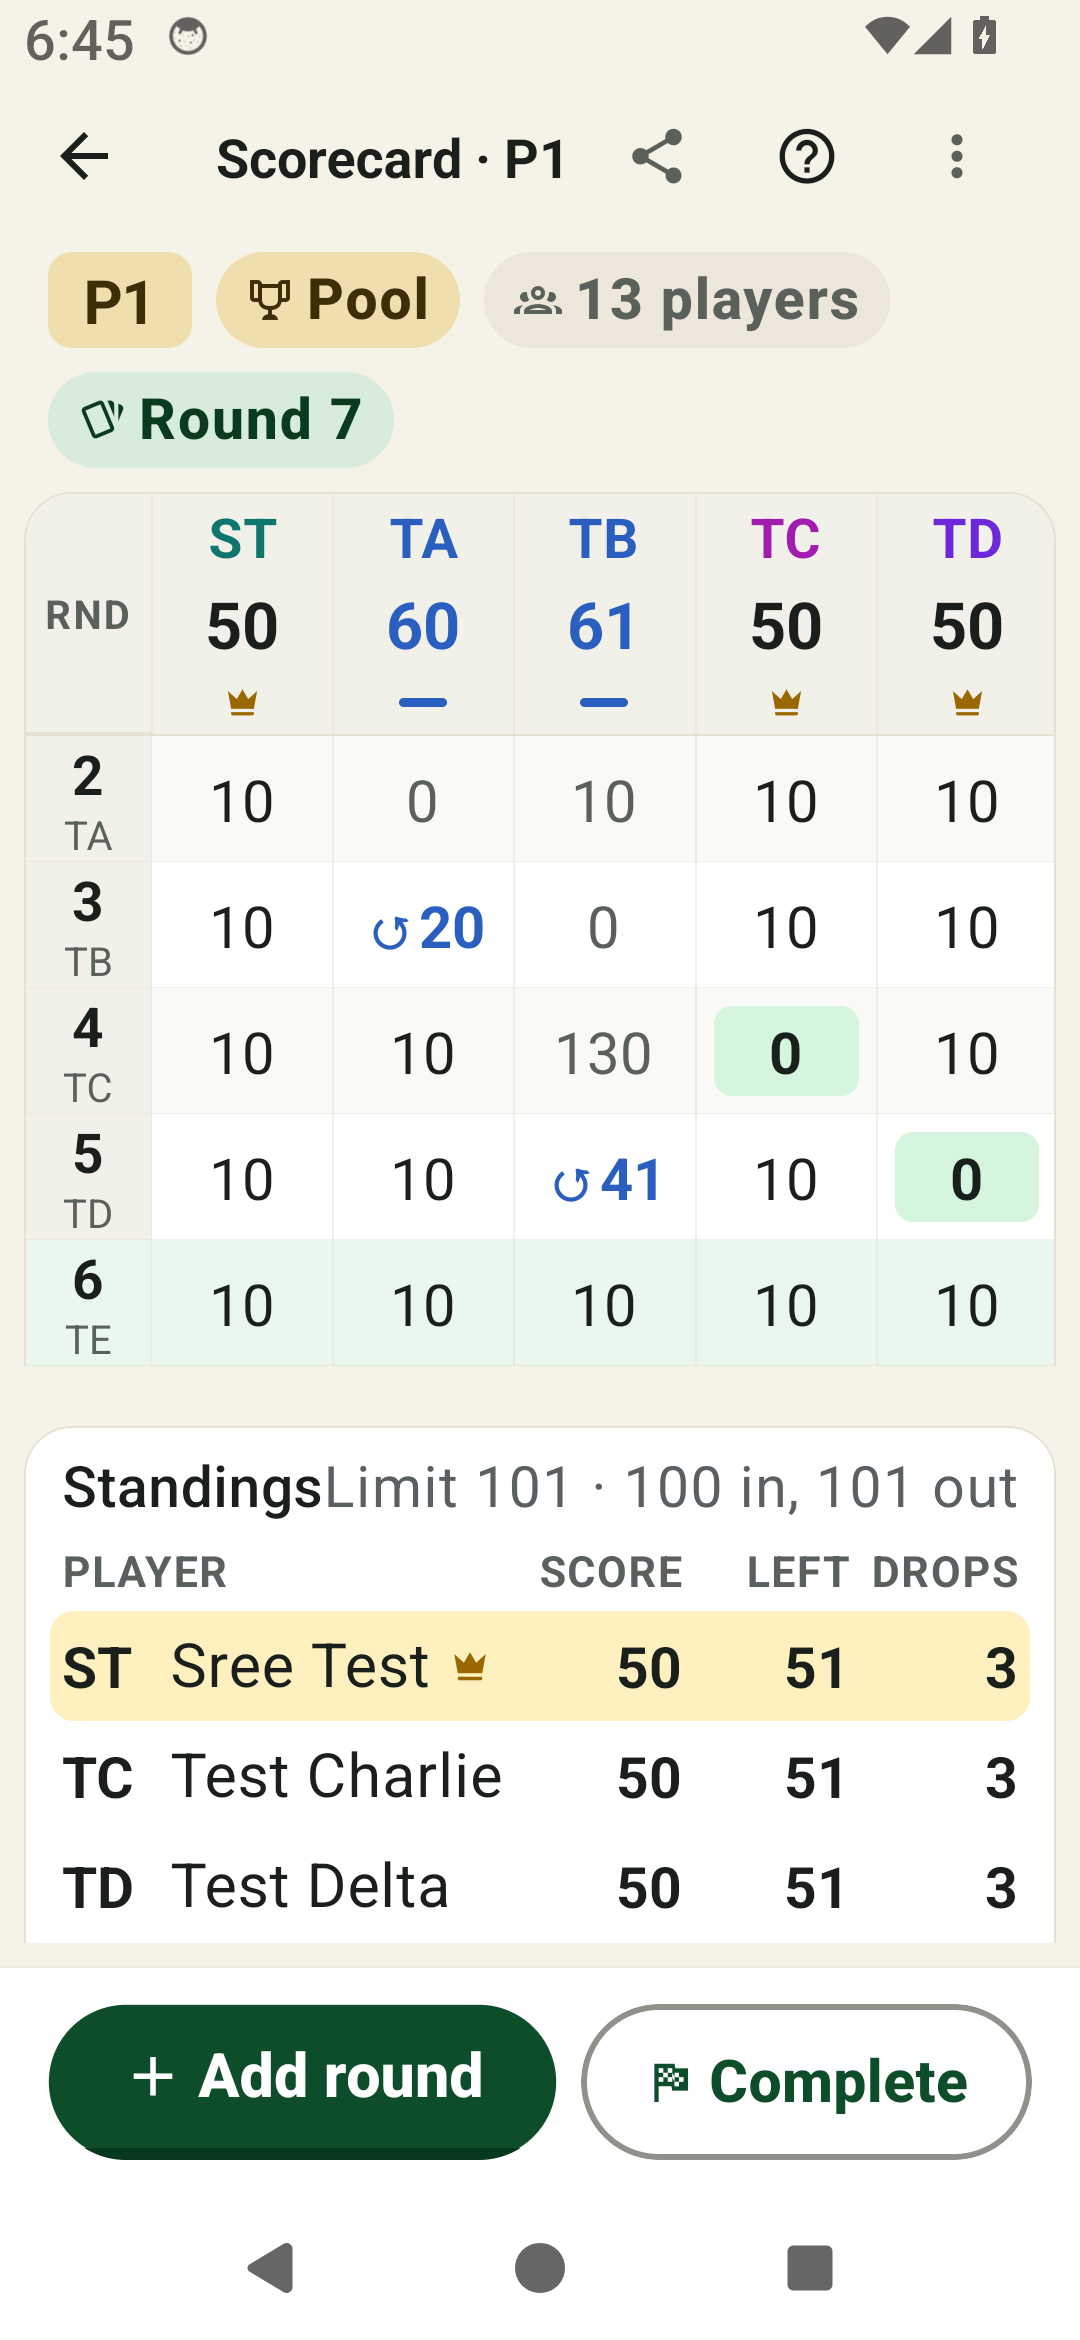 6:45
Scorecard · P1
P1 Pool 13 players
Round 7
ST TA TB TC TD
RND 50 60 61 50 50
2 10 0 10 10 10
TA
3 10 20 0 10 10
TB
4 10 10 130 0 10
TC
5 10 10 41 10 0
TD
6 10 10 10 10 10
TE
Standings Limit 101 · 100 in, 101 out
PLAYER SCORE LEFT DROPS
ST Sree Test 50 51 3
TC Test Charlie 50 51 3
TD Test Delta 50 51 3
+ Add round Complete